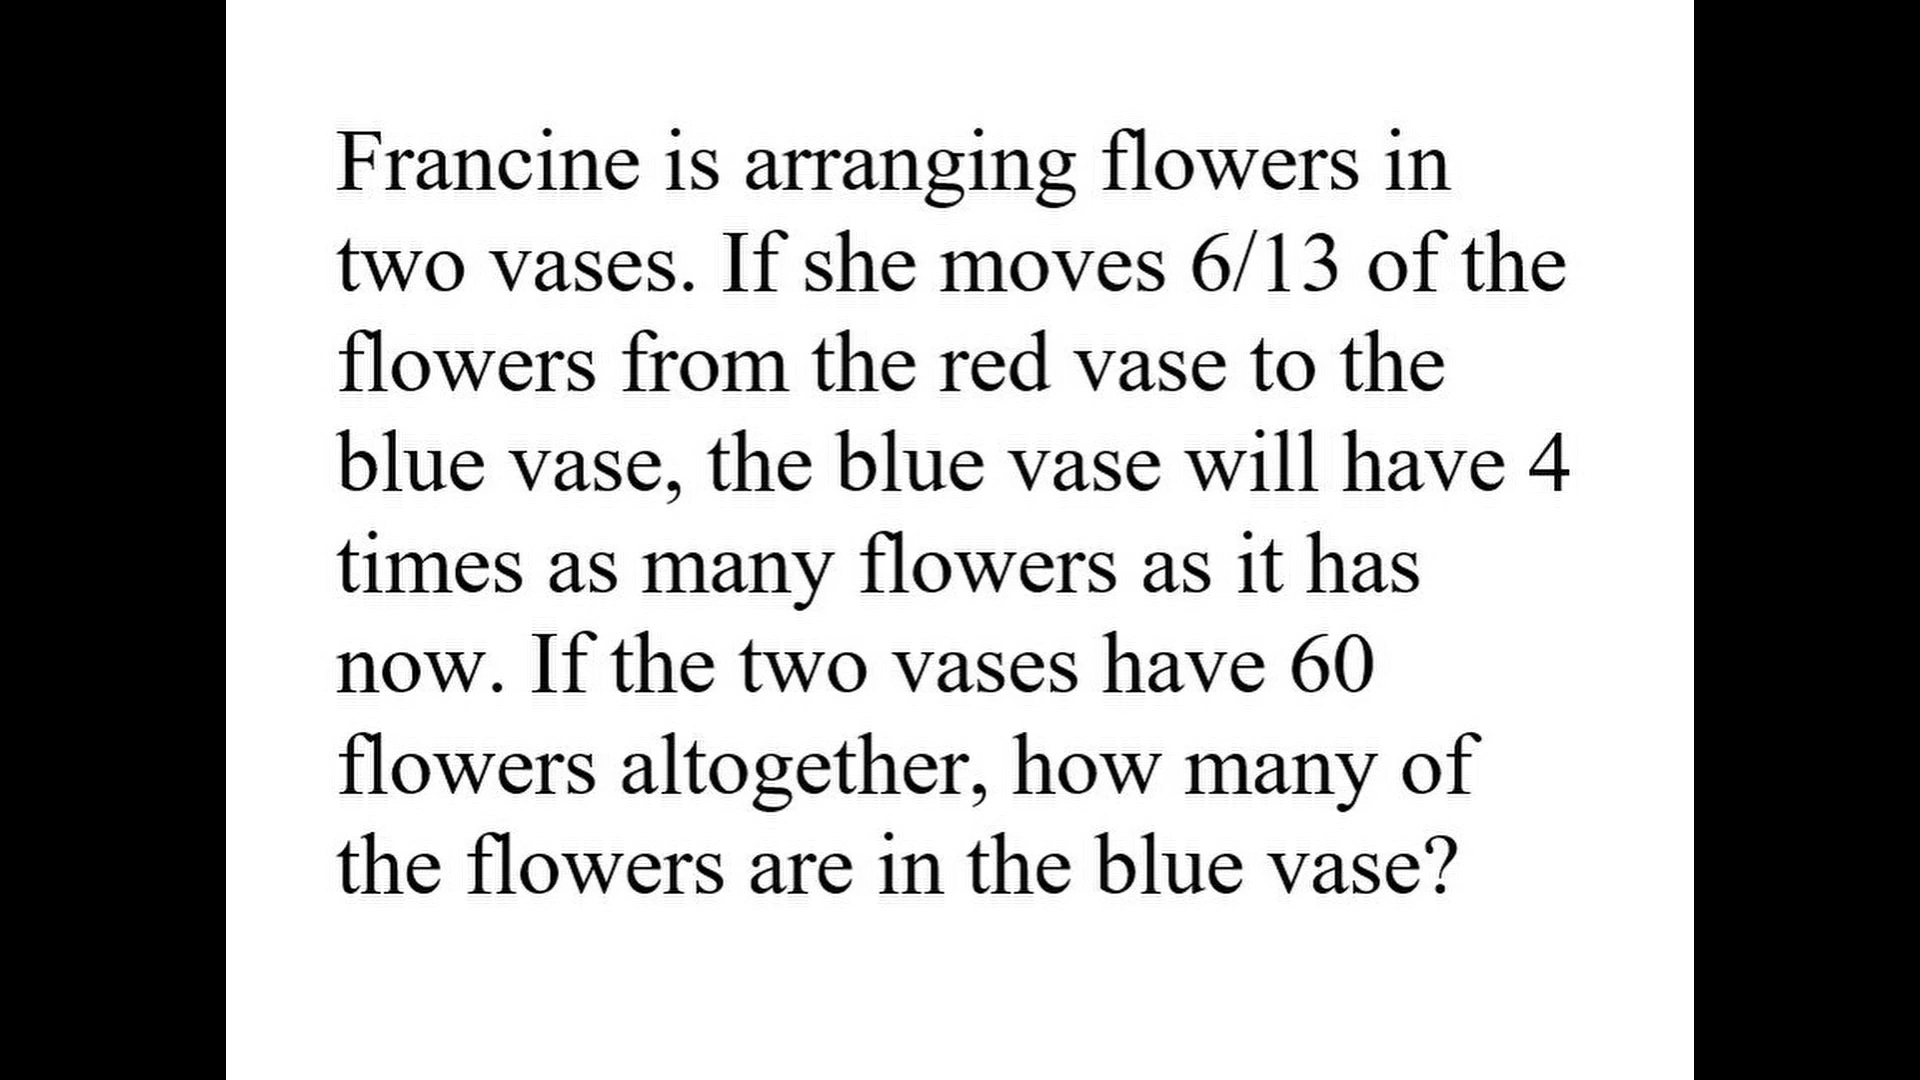 Francine is arranging flowers in
two vases. If she moves 6/13 of the
flowers from the red vase to the
blue vase, the blue vase will have 4
times as many flowers as it has
now. If the two vases have 60
flowers altogether, how many of
the flowers are in the blue vase?